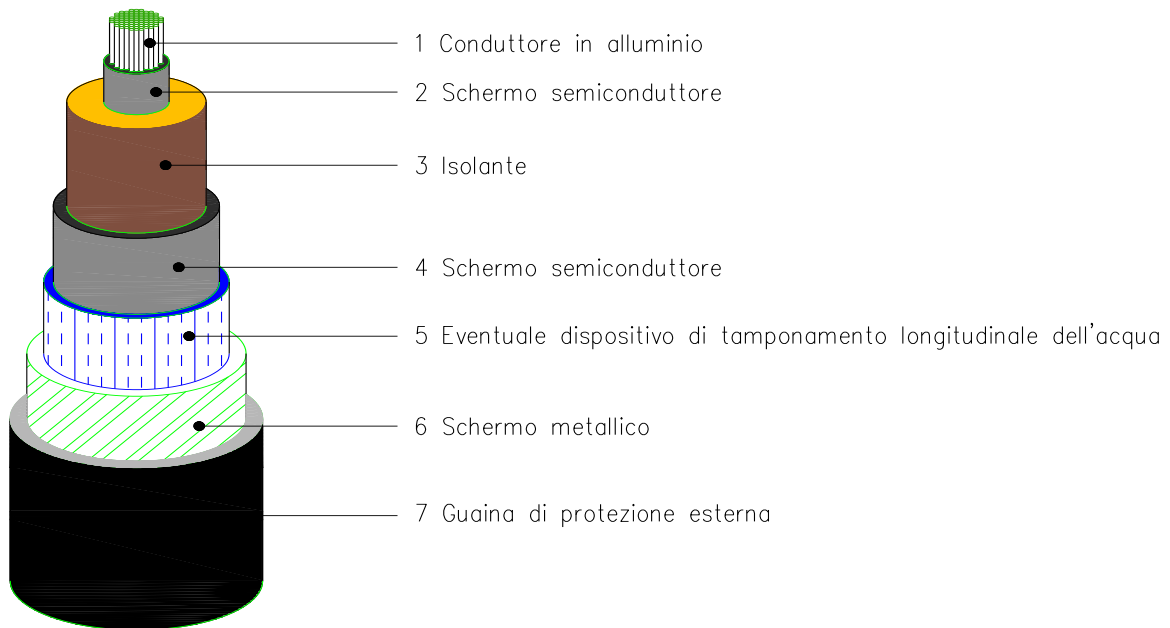 1 Conduttore in alluminio
2 Schermo semiconduttore
3 Isolante
4 Schermo semiconduttore
5 Eventuale dispositivo di tamponamento longitudinale dell'acqua
6 Schermo metallico
7 Guaina di protezione esterna